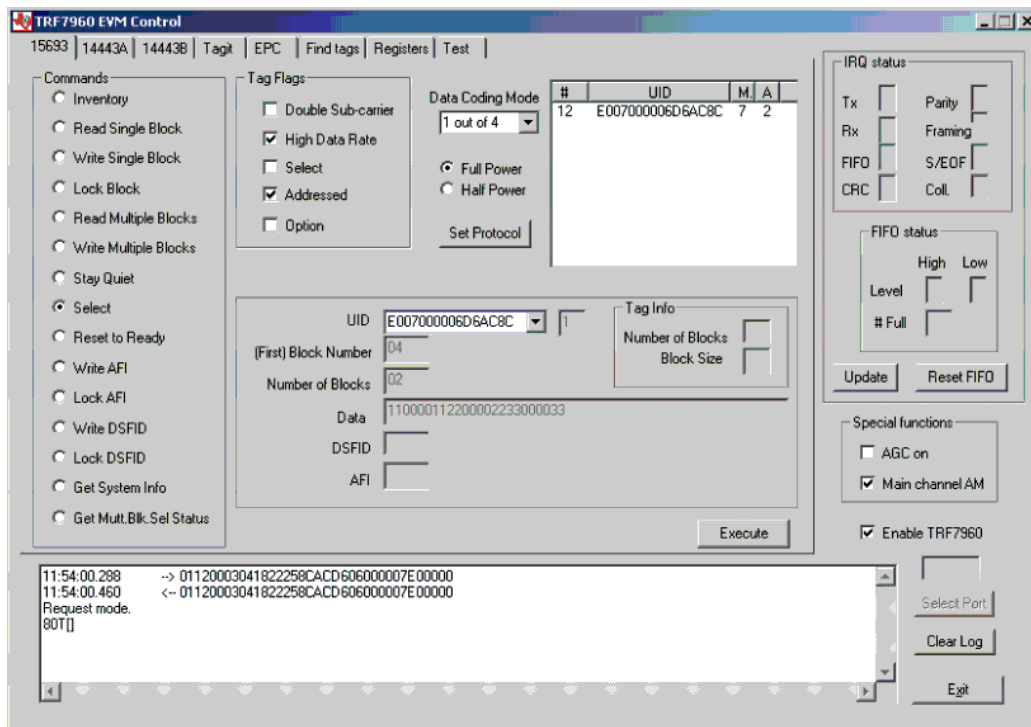 TRF7960 EVM Control
15693 14443A 14443B Tagit EPC Find tags Registers Test
Commands
Inventory
Read Single Block
Write Single Block
Lock Block
Read Multiple Blocks
Write Multiple Blocks
Stay Quiet
Select
Reset to Ready
Write AFI
Lock AFI
Write DSFID
Lock DSFID
Get System Info
Get Mutt.Blk.Sel Status
Tag Flags
Double Sub-carrier
High Data Rate
Select
Addressed
Option
Data Coding Mode
1 out of 4
Full Power
Half Power
Set Protocol
# UID M. A
12 E007000006D6AC8C 7 2
UID E007000006D6AC8C 1
(First) Block Number 04
Number of Blocks 02
Data 110000112200002233000033
DSFID
AFI
Tag Info
Number of Blocks
Block Size
Execute
IRQ status
Tx Parity
Rx Framing
FIFO S/EOF
CRC Coll.
FIFO status
High Low
Level
# Full
Update Reset FIFO
Special functions
AGC on
Main channel AM
Enable TRF7960
Select Port
Clear Log
Exit
11:54:00.288 --> 01120003041822258CACD606000007E00000
11:54:00.460 <-- 01120003041822258CACD606000007E00000
Request mode.
80T[]